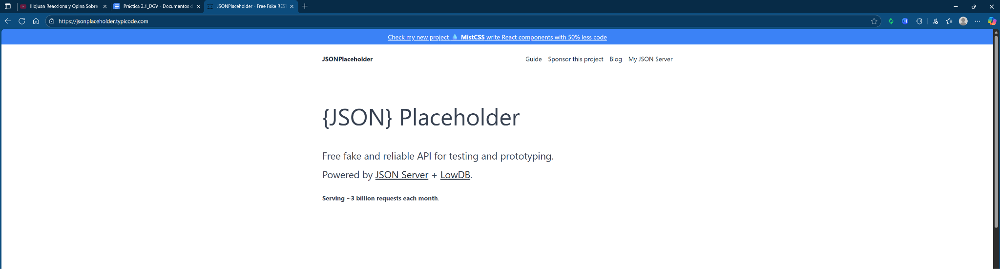 Illojuan Reacciona y Opina Sobre
Práctica 3.1_DGV - Documentos d
JSONPlaceholder - Free Fake RES
https://jsonplaceholder.typicode.com
Check my new project 💧 MistCSS write React components with 50% less code
JSONPlaceholder
Guide Sponsor this project Blog My JSON Server
{JSON} Placeholder
Free fake and reliable API for testing and prototyping.
Powered by JSON Server + LowDB.
Serving ~3 billion requests each month.